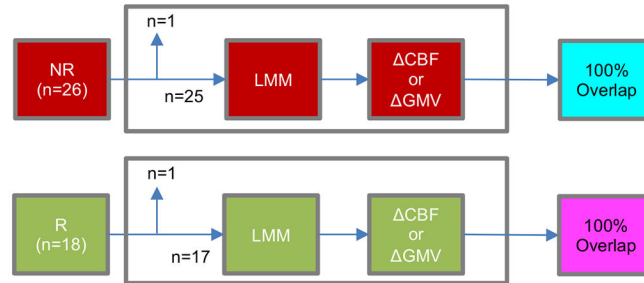 n=1
NR
(n=26)
n=25
LMM
ΔCBF
or
ΔGMV
100%
Overlap
n=1
R
(n=18)
n=17
LMM
ΔCBF
or
ΔGMV
100%
Overlap